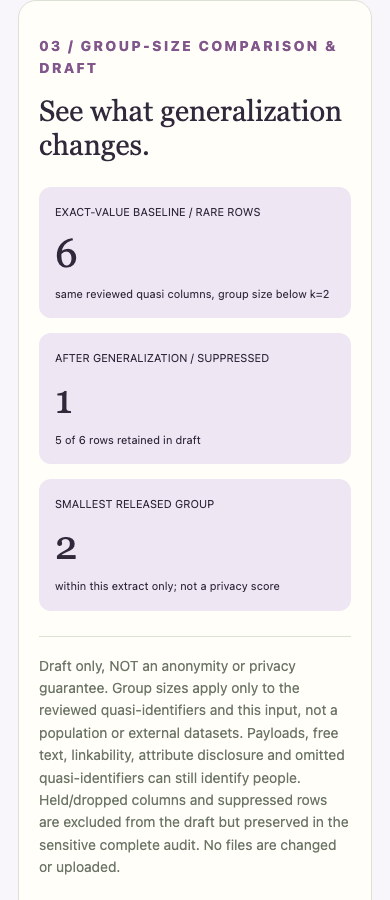 03 / GROUP-SIZE COMPARISON &
DRAFT
See what generalization
changes.
EXACT-VALUE BASELINE / RARE ROWS
6
same reviewed quasi columns, group size below k=2
AFTER GENERALIZATION / SUPPRESSED
1
5 of 6 rows retained in draft
SMALLEST RELEASED GROUP
2
within this extract only; not a privacy score
Draft only, NOT an anonymity or privacy
guarantee. Group sizes apply only to the
reviewed quasi-identifiers and this input, not a
population or external datasets. Payloads, free
text, linkability, attribute disclosure and omitted
quasi-identifiers can still identify people.
Held/dropped columns and suppressed rows
are excluded from the draft but preserved in the
sensitive complete audit. No files are changed
or uploaded.